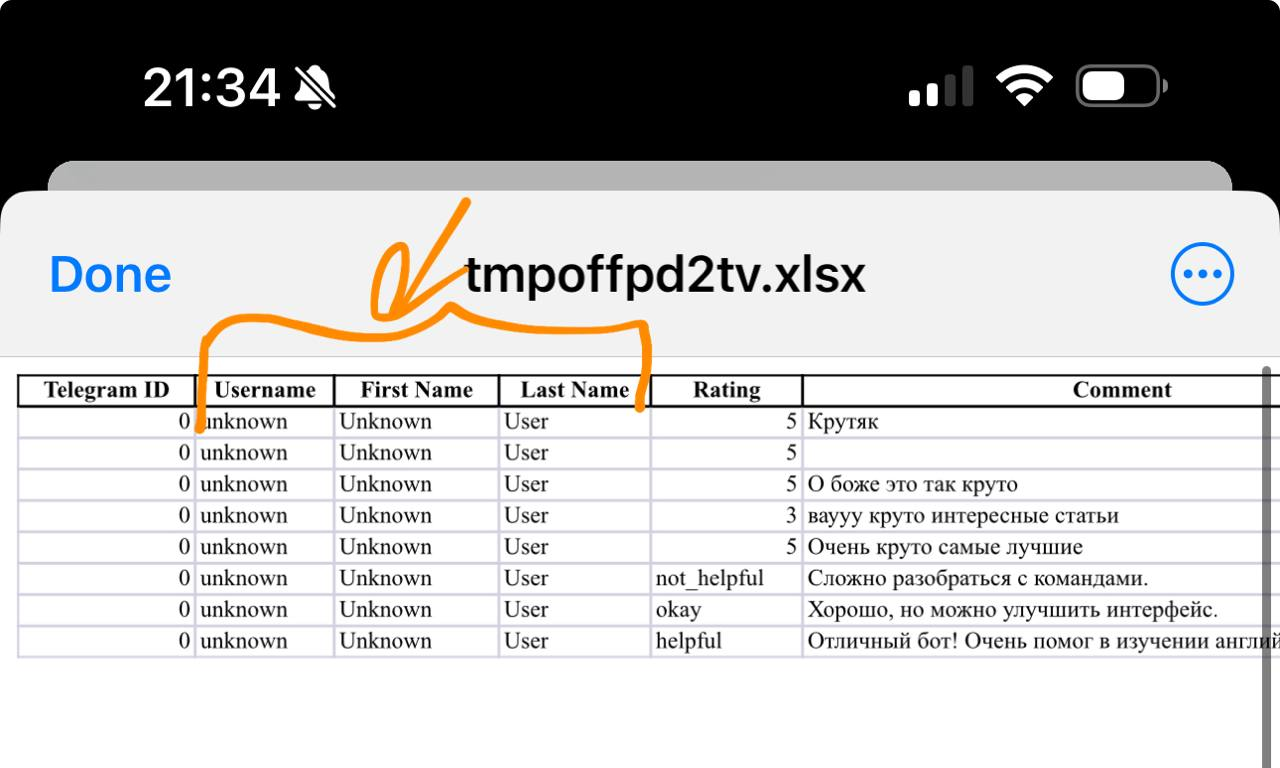 21:34
Done tmpoffpd2tv.xlsx
Telegram ID Username First Name Last Name Rating Comment
0 unknown Unknown User 5 Крутяк
0 unknown Unknown User 5
0 unknown Unknown User 5 О боже это так круто
0 unknown Unknown User 3 вауууу круто интересные статьи
0 unknown Unknown User 5 Очень круто самые лучшие
0 unknown Unknown User not_helpful Сложно разобраться с командами.
0 unknown Unknown User okay Хорошо, но можно улучшить интерфейс.
0 unknown Unknown User helpful Отличный бот! Очень помог в изучении